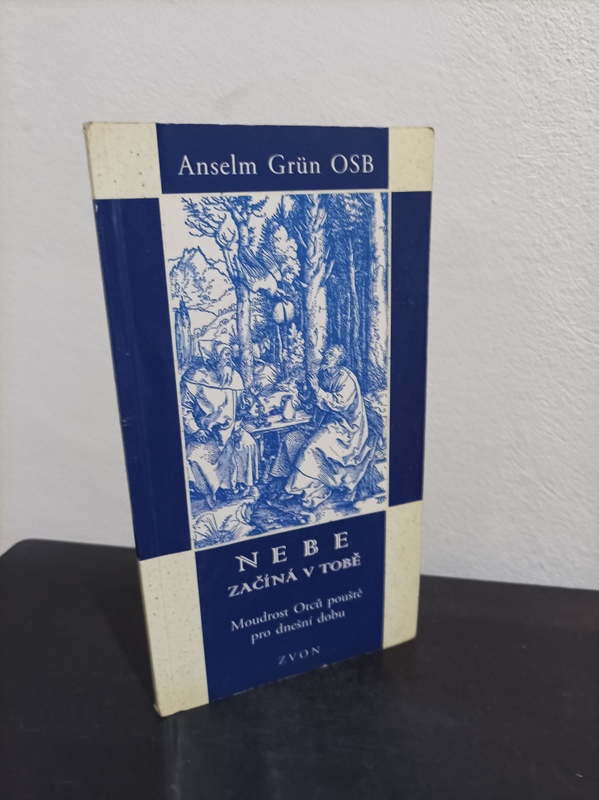 Anselm Grün OSB
NEBE
ZAČÍNÁ V TOBĚ
Moudrost Otců pouště
pro dnešní dobu
ZVON